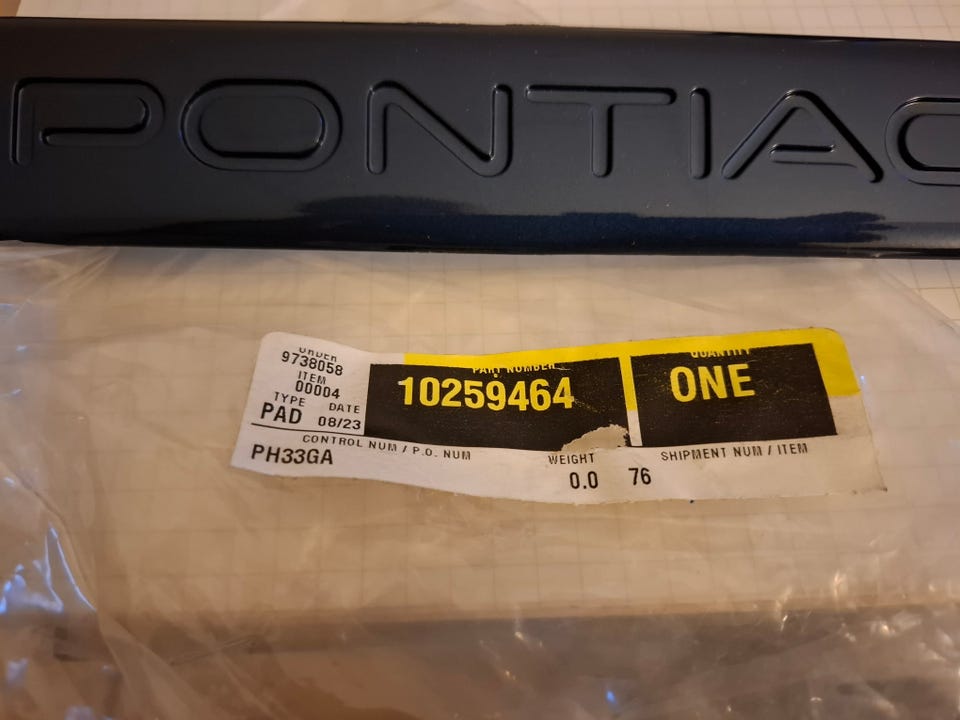 PONTIAC
ORDER
9738058
ITEM
00004
TYPE DATE
PAD 08/23
PART NUMBER
10259464
QUANTITY
ONE
CONTROL NUM / P.O. NUM
PH33GA
WEIGHT
0.0 76
SHIPMENT NUM / ITEM